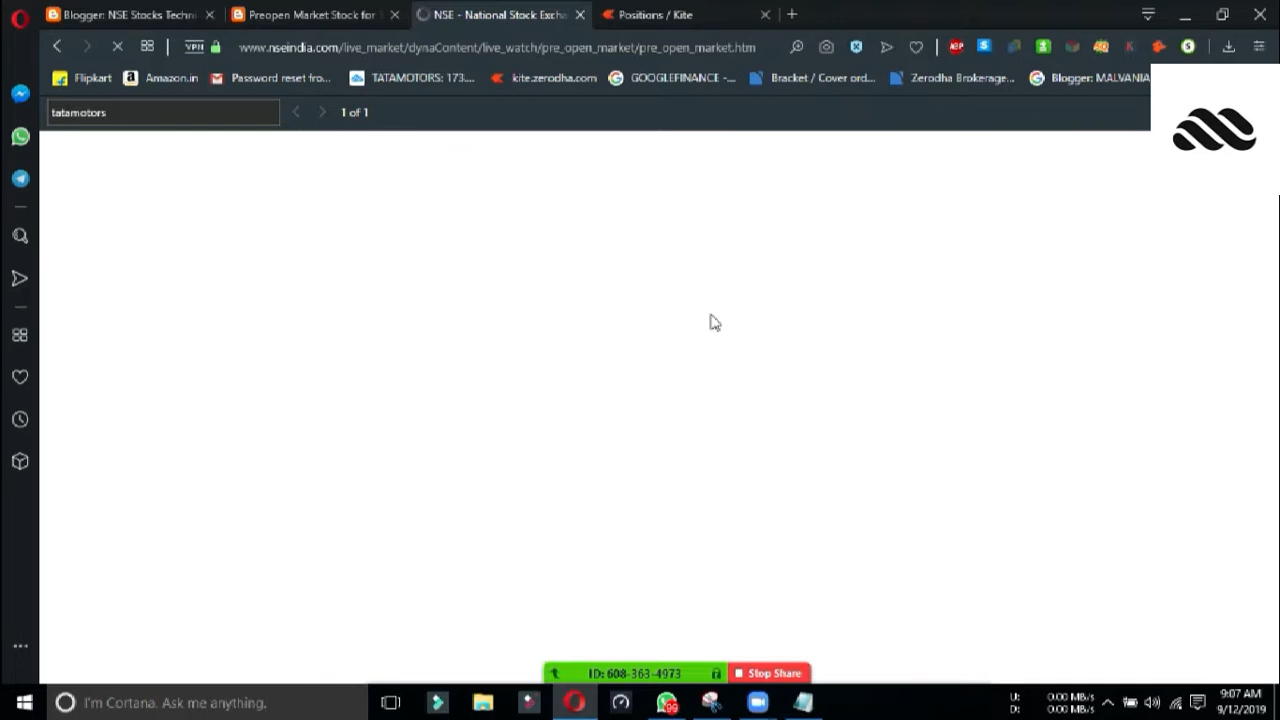 Blogger: NSE Stocks Techni
Preopen Market Stock for
NSE - National Stock Excha
Positions / Kite
VPN
www.nseindia.com/live_market/dynaContent/live_watch/pre_open_market/pre_open_market.htm
ABP
Flipkart
Amazon.in
Password reset fro...
TATAMOTORS: 173....
kite.zerodha.com
GOOGLEFINANCE -...
Bracket / Cover ord...
Zerodha Brokerage...
Blogger: MALVANIA
tatamotors
1 of 1
ID: 608-363-4973
Stop Share
I'm Cortana. Ask me anything.
99
U: 0.00 MB/s
D: 0.00 MB/s
9:07 AM
9/12/2019